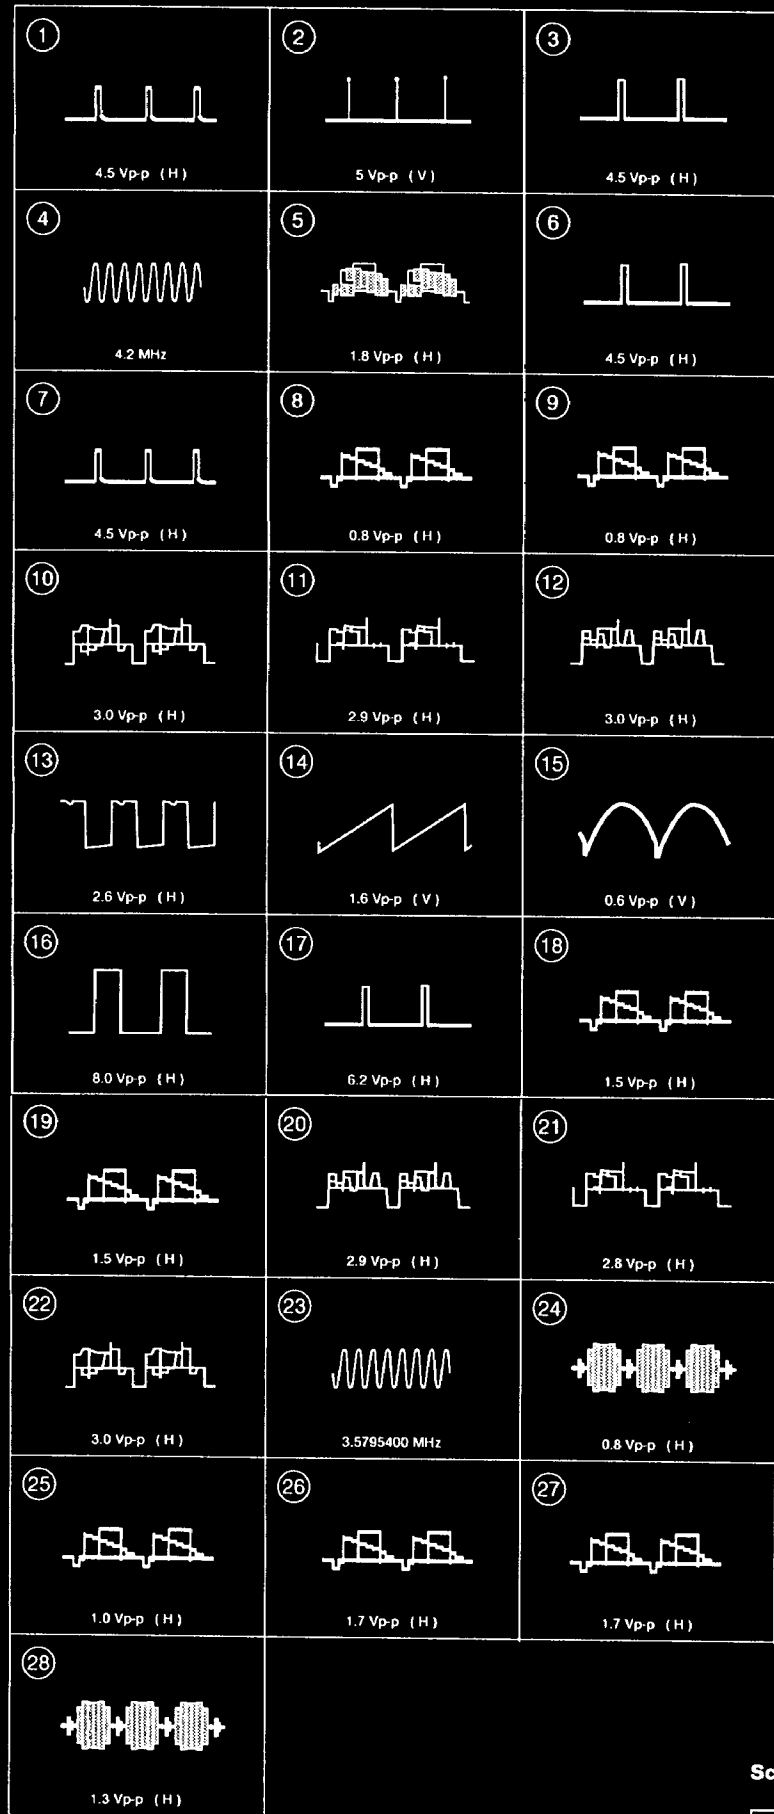 1
4.5 Vp-p (H)
2
5 Vp-p (V)
3
4.5 Vp-p (H)
4
4.2 MHz
5
1.8 Vp-p (H)
6
4.5 Vp-p (H)
7
4.5 Vp-p (H)
8
0.8 Vp-p (H)
9
0.8 Vp-p (H)
10
3.0 Vp-p (H)
11
2.9 Vp-p (H)
12
3.0 Vp-p (H)
13
2.6 Vp-p (H)
14
1.6 Vp-p (V)
15
0.6 Vp-p (V)
16
8.0 Vp-p (H)
17
6.2 Vp-p (H)
18
1.5 Vp-p (H)
19
1.5 Vp-p (H)
20
2.9 Vp-p (H)
21
2.8 Vp-p (H)
22
3.0 Vp-p (H)
23
3.5795400 MHz
24
0.8 Vp-p (H)
25
1.0 Vp-p (H)
26
1.7 Vp-p (H)
27
1.7 Vp-p (H)
28
1.3 Vp-p (H)
Sc